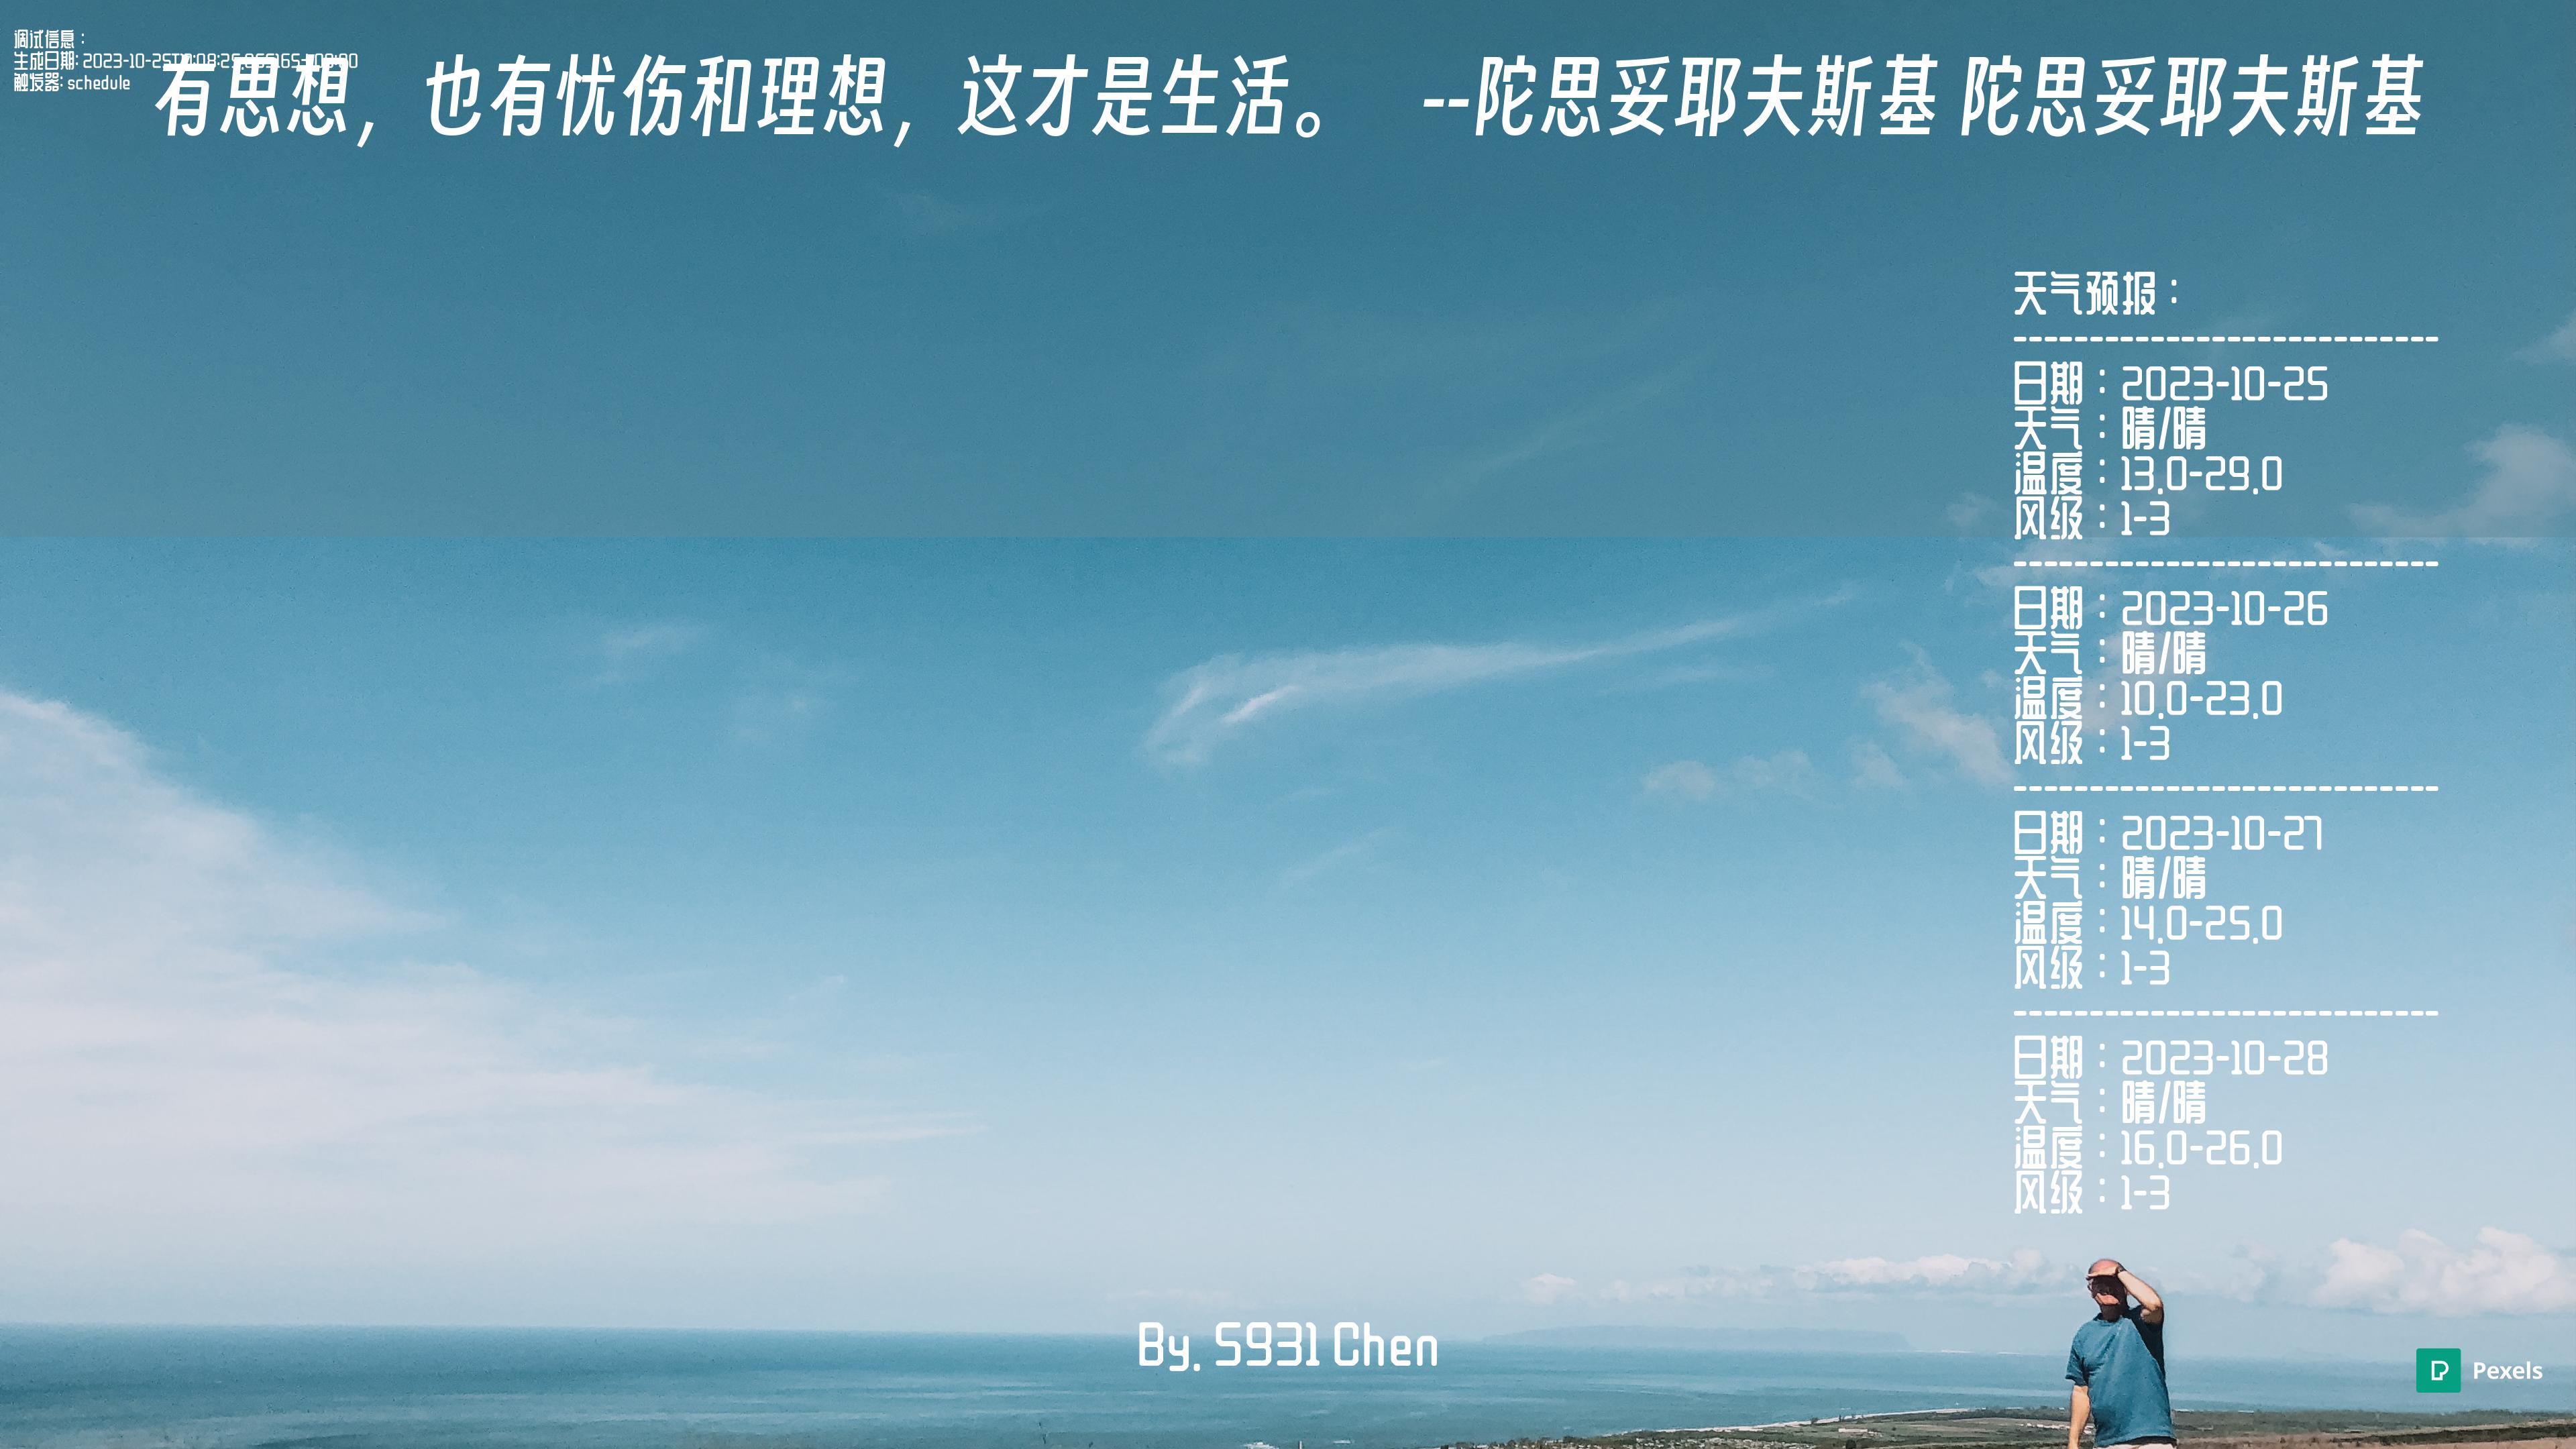 调试信息：
生成日期: 2023-10-25T
触发器: schedule
有思想，也有忧伤和理想，这才是生活。 --陀思妥耶夫斯基 陀思妥耶夫斯基
天气预报：
----------------------------
日期：2023-10-25
天气：晴/晴
温度：13.0-29.0
风级：1-3
----------------------------
日期：2023-10-26
天气：晴/晴
温度：10.0-23.0
风级：1-3
----------------------------
日期：2023-10-27
天气：晴/晴
温度：14.0-25.0
风级：1-3
----------------------------
日期：2023-10-28
天气：晴/晴
温度：16.0-26.0
风级：1-3
By. S931 Chen
Pexels